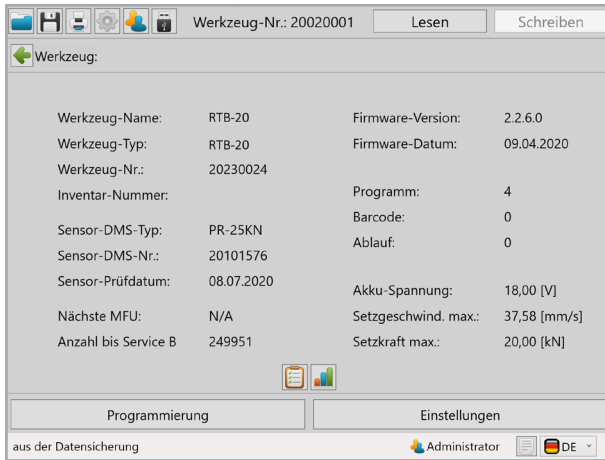 Werkzeug-Nr.: 20020001 Lesen Schreiben
Werkzeug:
Werkzeug-Name: RTB-20 Firmware-Version: 2.2.6.0
Werkzeug-Typ: RTB-20 Firmware-Datum: 09.04.2020
Werkzeug-Nr.: 20230024
Inventar-Nummer: Programm: 4
Barcode: 0
Sensor-DMS-Typ: PR-25KN
Ablauf: 0
Sensor-DMS-Nr.: 20101576
Sensor-Prüfdatum: 08.07.2020
Akku-Spannung: 18,00 [V]
Nächste MFU: N/A Setzgeschwind. max.: 37,58 [mm/s]
Anzahl bis Service B 249951 Setzkraft max.: 20,00 [kN]
Programmierung Einstellungen
aus der Datensicherung Administrator DE